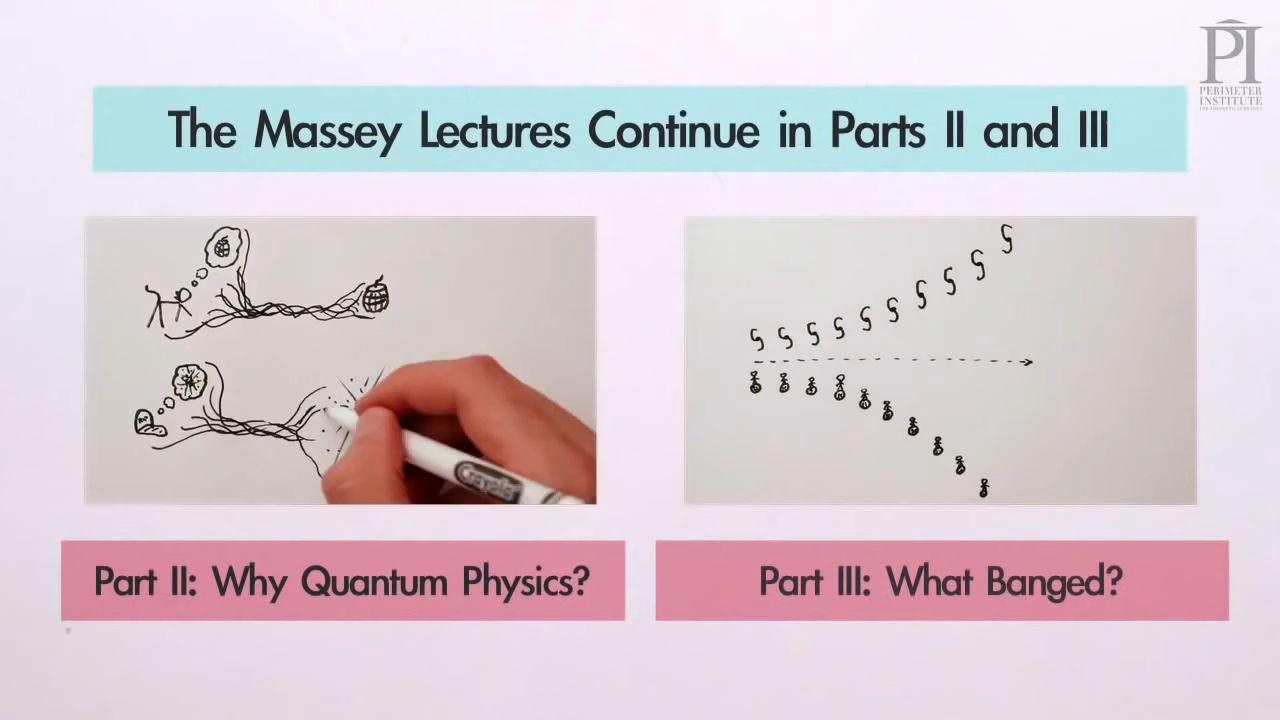 PI
PERIMETER
INSTITUTE
The Massey Lectures Continue in Parts II and III
Crayola
Part II: Why Quantum Physics?
Part III: What Banged?